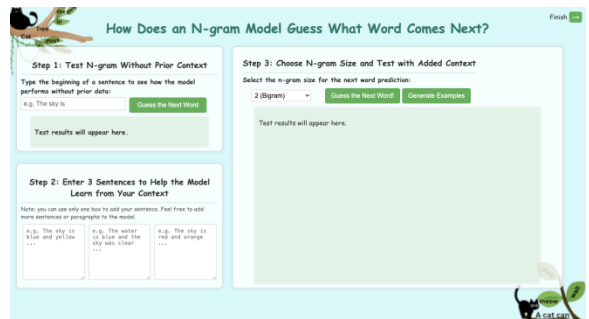 Finish →
How Does an N-gram Model Guess What Word Comes Next?
Tree
Cat
Step 1: Test N-gram Without Prior Context
Type the beginning of a sentence to see how the model
performs without prior data:
e.g. The sky is
Guess the Next Word
Test results will appear here.
Step 2: Enter 3 Sentences to Help the Model
Learn from Your Context
Note: you can use only one box to add your sentence. Feel free to add
more sentences or paragraphs to the model.
e.g. The sky is
blue and yellow
...
e.g. The water
is blue and the
sky was clear
...
e.g. The sky is
red and orange
...
Step 3: Choose N-gram Size and Test with Added Context
Select the n-gram size for the next word prediction:
2 (Bigram)
Guess the Next Word!
Generate Examples
Test results will appear here.
meow
wait
A cat can